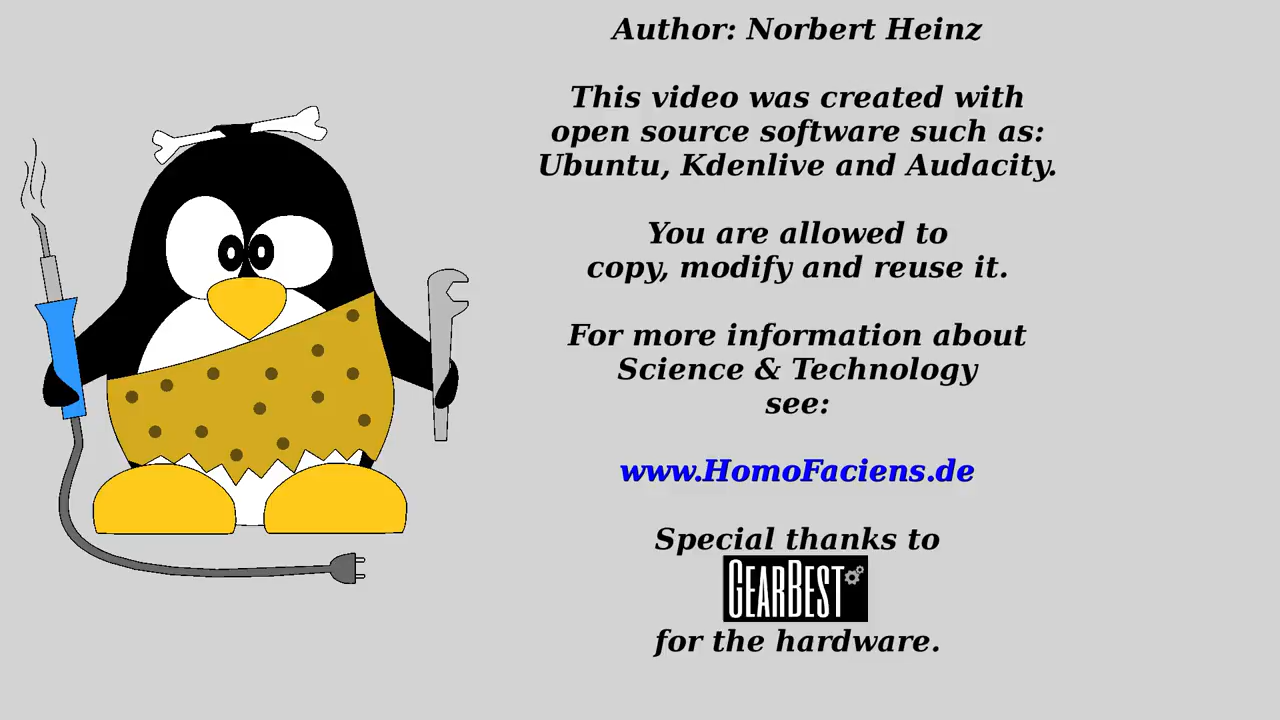 Author: Norbert Heinz
This video was created with
open source software such as:
Ubuntu, Kdenlive and Audacity.
You are allowed to
copy, modify and reuse it.
For more information about
Science & Technology
see:
www.HomoFaciens.de
Special thanks to
GEARBEST
for the hardware.